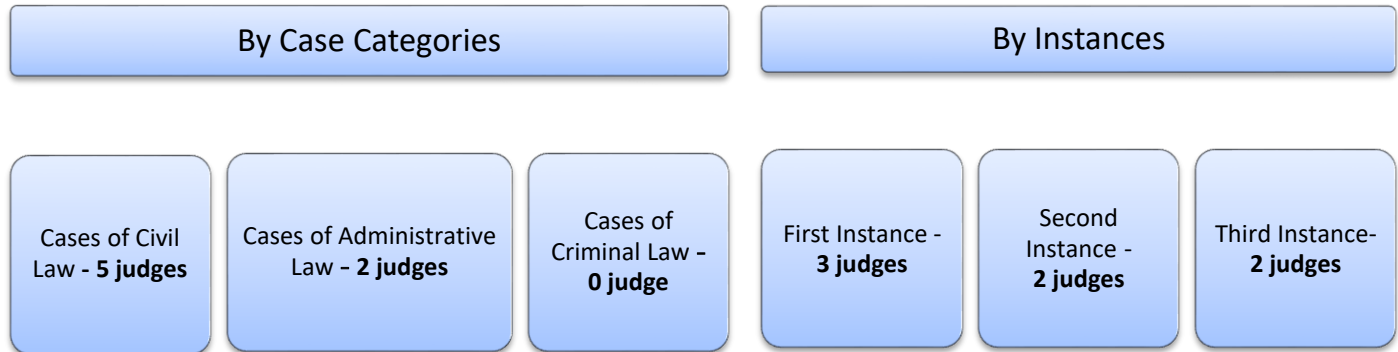 By Case Categories
By Instances
Cases of Civil
Law - 5 judges
Cases of Administrative
Law – 2 judges
Cases of
Criminal Law –
0 judge
First Instance -
3 judges
Second
Instance -
2 judges
Third Instance-
2 judges